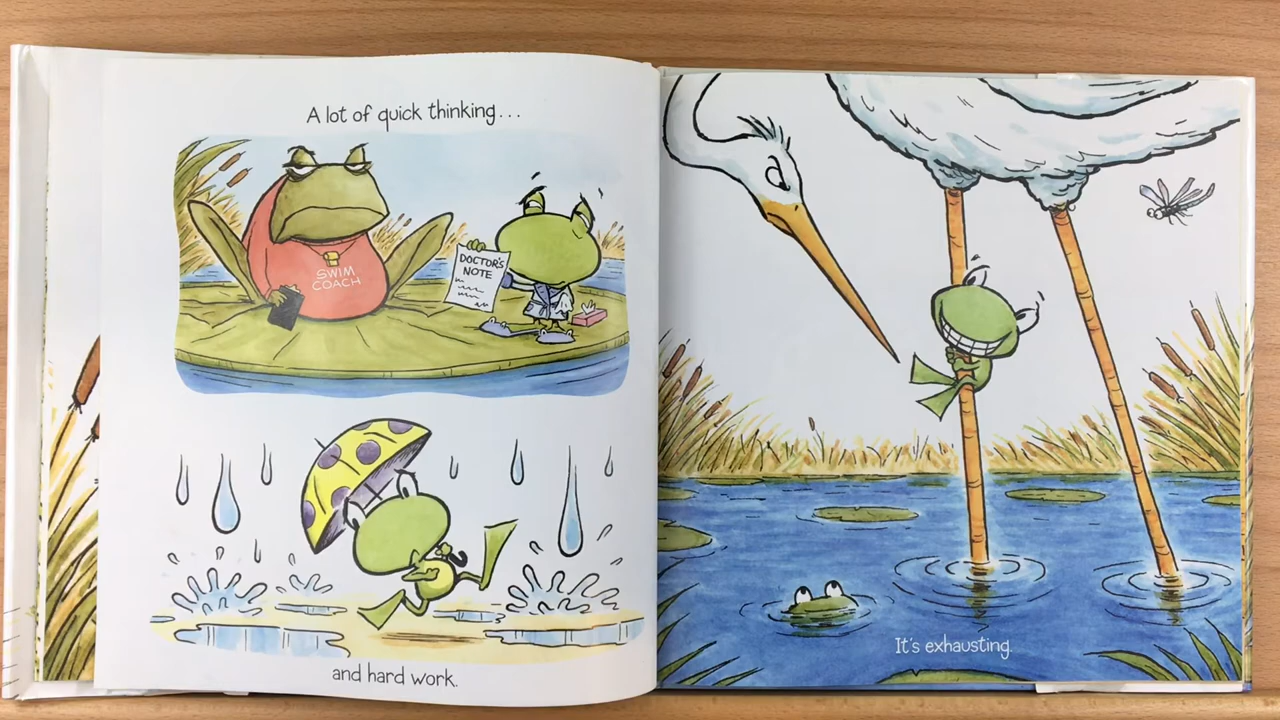 A lot of quick thinking...
SWIM
COACH
DOCTOR'S
NOTE
and hard work.
It's exhausting.